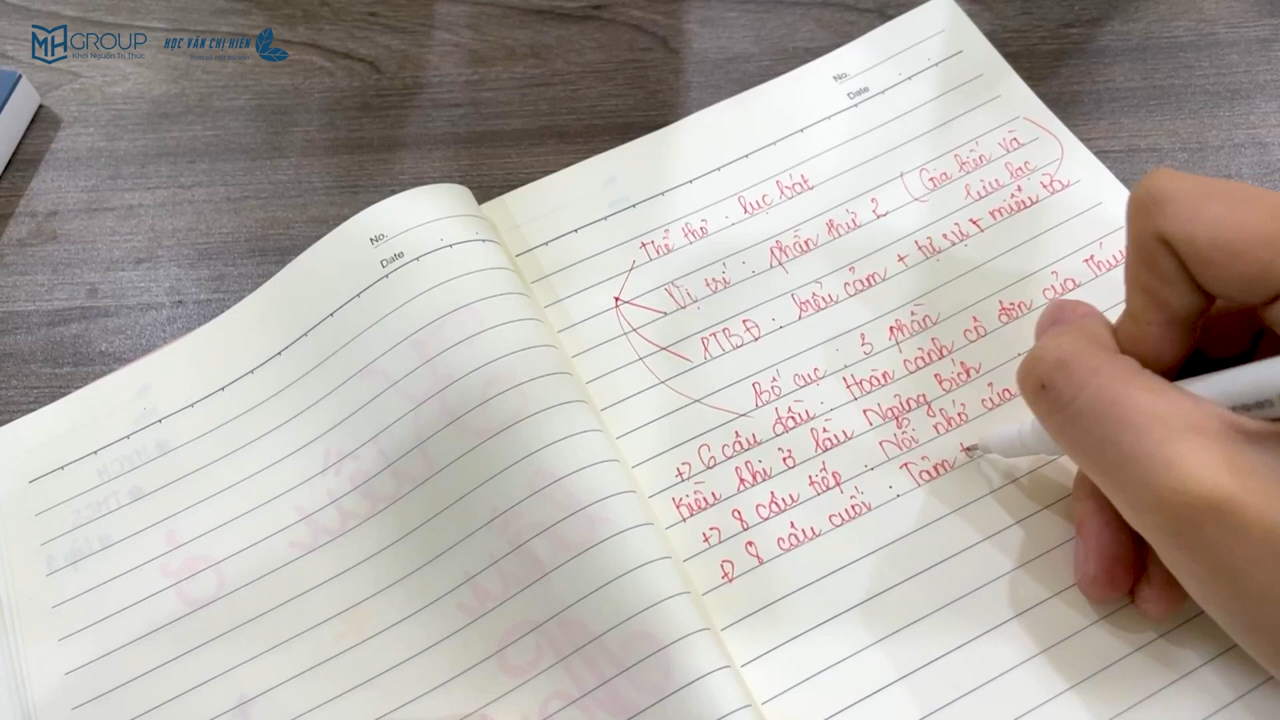 MH GROUP
Khơi Nguồn Tri Thức
HỌC VĂN CHỊ HIÊN
No.
Date
No.
Date
Thể thơ : lục bát
Vị trí : phần thứ 2 (Gia biến và
lưu lạc)
PTBĐ : biểu cảm + tự sự + miêu tả
Bố cục : 3 phần
+) 6 câu đầu : Hoàn cảnh cô đơn của Thúy
Kiều khi ở lầu Ngưng Bích
+) 8 câu tiếp : Nỗi nhớ của
+) 8 câu cuối : Tâm t